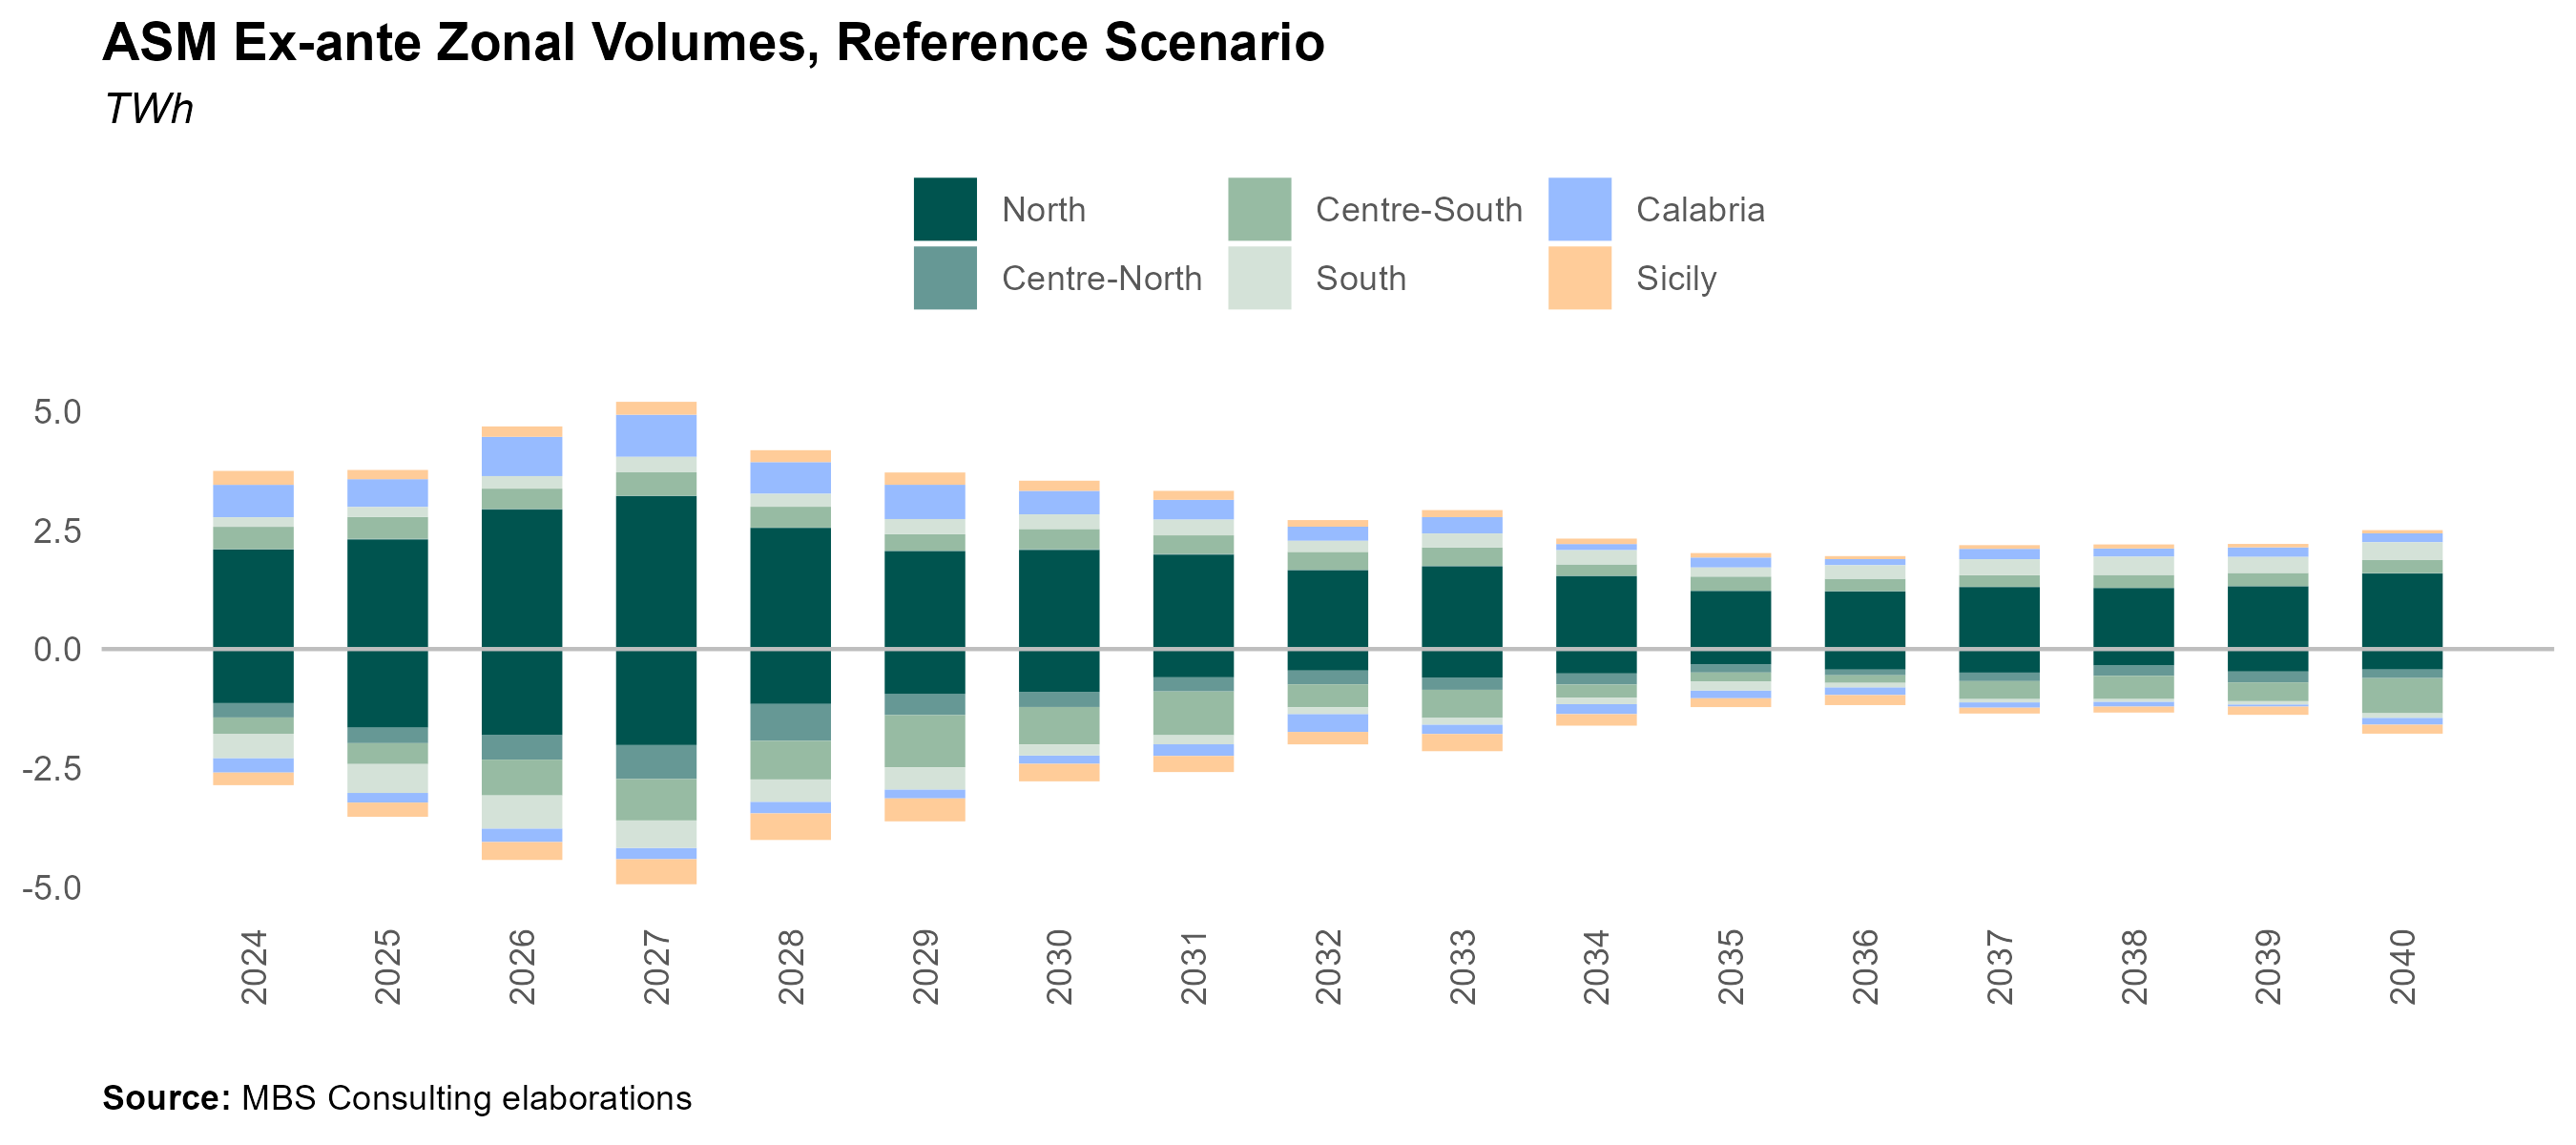 ASM Ex-ante Zonal Volumes, Reference Scenario
TWh
North
Centre-South
Calabria
Centre-North
South
Sicily
5.0
2.5
0.0
-2.5
-5.0
2024
2025
2026
2027
2028
2029
2030
2031
2032
2033
2034
2035
2036
2037
2038
2039
2040
Source: MBS Consulting elaborations